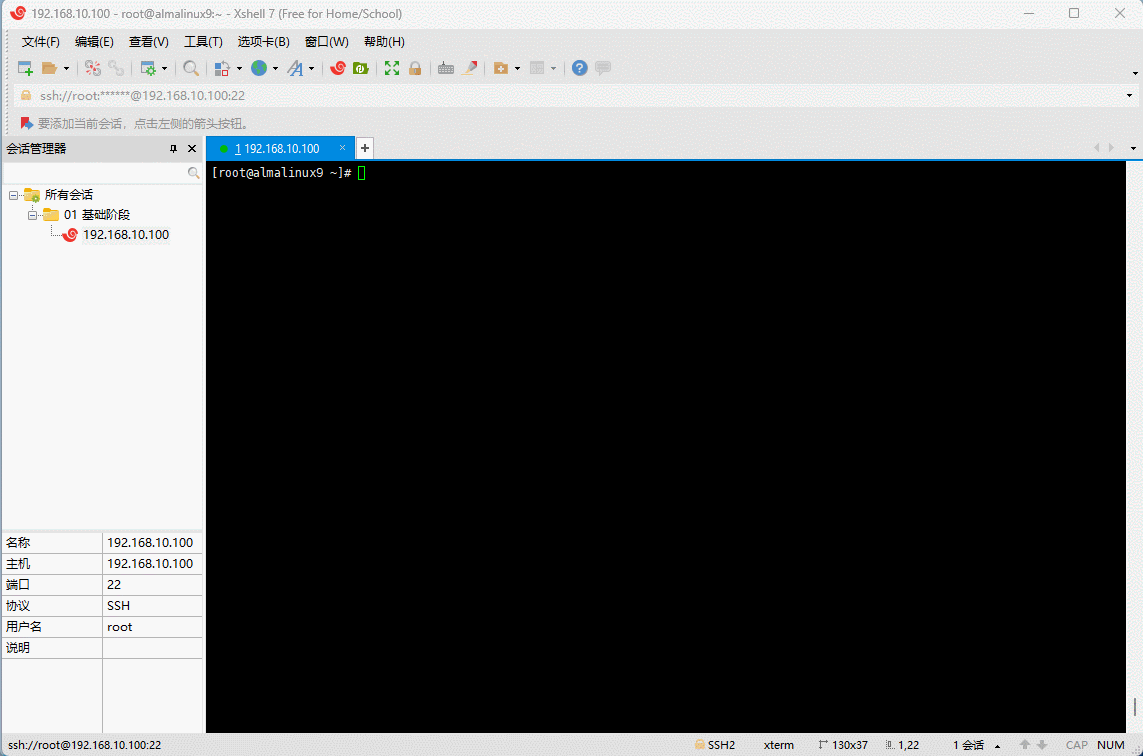 192.168.10.100 - root@almalinux9:~ - Xshell 7 (Free for Home/School)
文件(F) 编辑(E) 查看(V) 工具(T) 选项卡(B) 窗口(W) 帮助(H)
ssh://root:******@192.168.10.100:22
要添加当前会话，点击左侧的箭头按钮。
会话管理器
1 192.168.10.100
[root@almalinux9 ~]#
所有会话
01 基础阶段
192.168.10.100
名称 192.168.10.100
主机 192.168.10.100
端口 22
协议 SSH
用户名 root
说明
ssh://root@192.168.10.100:22 SSH2 xterm 130x37 1,22 1 会话 CAP NUM